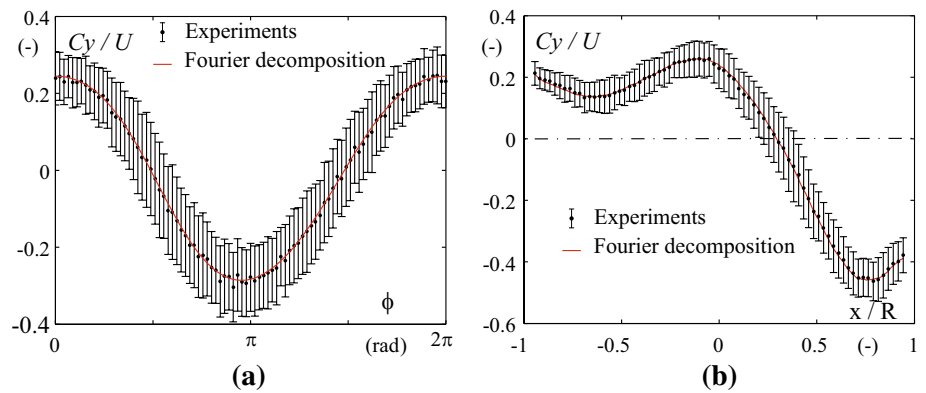 0.4
(-)
Cy / U
Experiments
Fourier decomposition
0.2
0
-0.2
-0.4
ϕ
0
π
(rad)
2π
(a)
0.4
(-)
Cy / U
0.2
0
-0.2
-0.4
-0.6
Experiments
Fourier decomposition
x / R
-1
-0.5
0
0.5
(-)
1
(b)